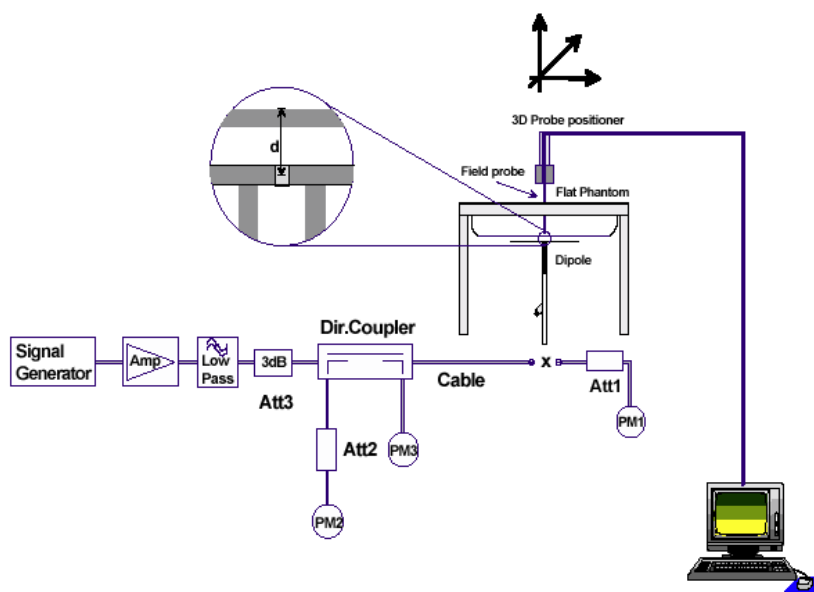 3D Probe positioner
d
Field probe
Flat Phantom
Dipole
Dir.Coupler
Signal
Generator
Amp
Low
Pass
3dB
Cable
x
Att1
Att3
PM1
Att2
PM3
PM2